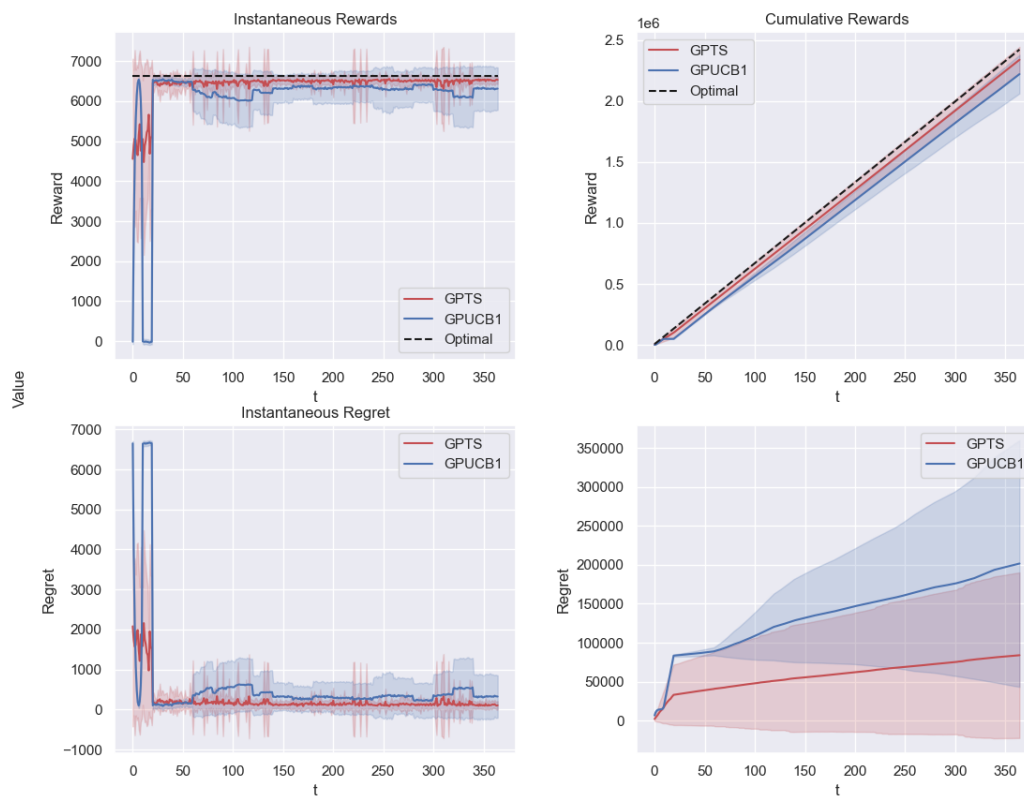 Instantaneous Rewards
7000
6000
5000
4000
3000
2000
1000
0
Reward
GPTS
GPUCB1
Optimal
0 50 100 150 200 250 300 350
t
Cumulative Rewards
1e6
2.5
2.0
1.5
1.0
0.5
0.0
Reward
GPTS
GPUCB1
Optimal
0 50 100 150 200 250 300 350
t
Value
Instantaneous Regret
7000
6000
5000
4000
3000
2000
1000
0
−1000
Regret
GPTS
GPUCB1
0 50 100 150 200 250 300 350
t
350000
300000
250000
200000
150000
100000
50000
0
Regret
GPTS
GPUCB1
0 50 100 150 200 250 300 350
t